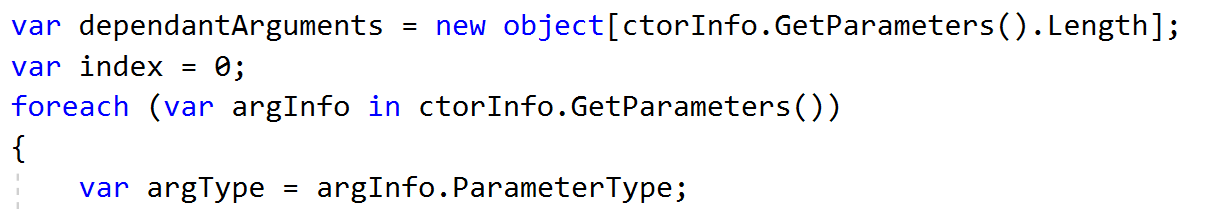 var dependantArguments = new object[ctorInfo.GetParameters().Length];
var index = 0;
foreach (var argInfo in ctorInfo.GetParameters())
{
    var argType = argInfo.ParameterType;